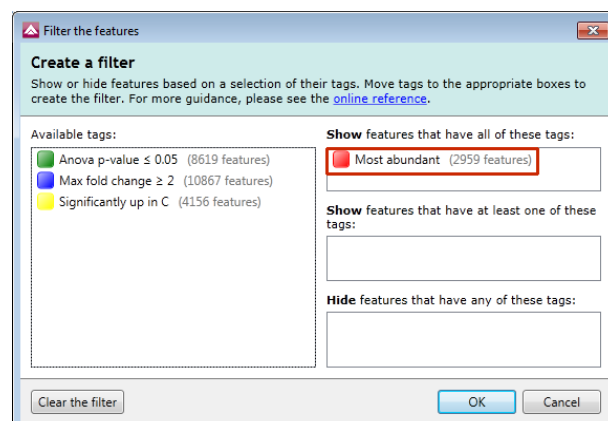 Filter the features
Create a filter
Show or hide features based on a selection of their tags. Move tags to the appropriate boxes to
create the filter. For more guidance, please see the online reference.
Available tags:
Anova p-value ≤ 0.05 (8619 features)
Max fold change ≥ 2 (10867 features)
Significantly up in C (4156 features)
Show features that have all of these tags:
Most abundant (2959 features)
Show features that have at least one of these
tags:
Hide features that have any of these tags:
Clear the filter
OK
Cancel